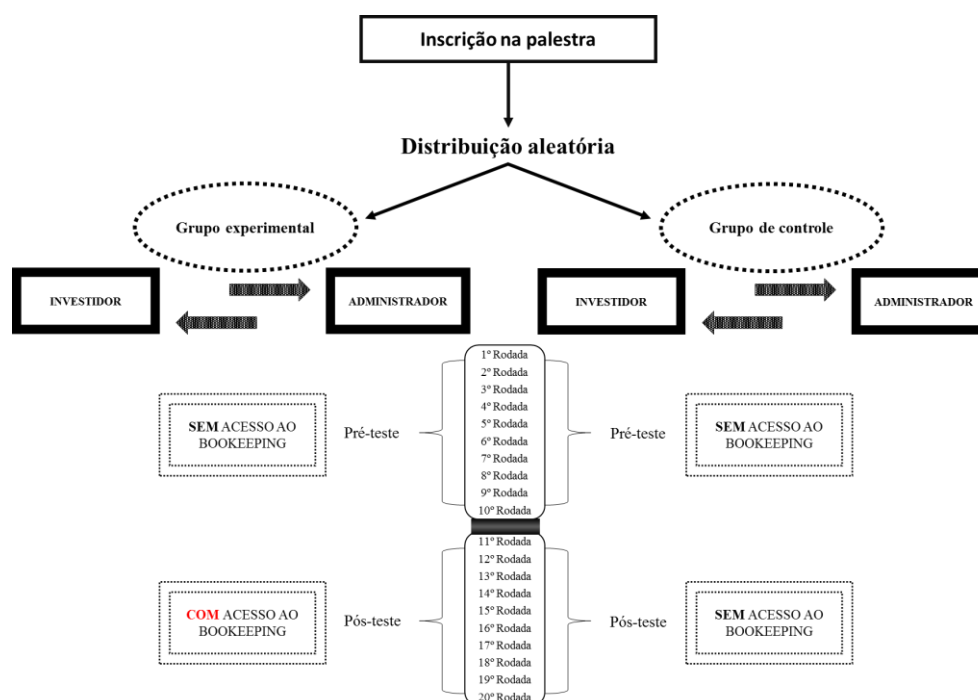 Inscrição na palestra
Distribuição aleatória
Grupo experimental
Grupo de controle
INVESTIDOR
ADMINISTRADOR
INVESTIDOR
ADMINISTRADOR
1º Rodada
2º Rodada
3º Rodada
4º Rodada
5º Rodada
6º Rodada
7º Rodada
8º Rodada
9º Rodada
10º Rodada
SEM ACESSO AO
BOOKEEPING
Pré-teste
Pré-teste
SEM ACESSO AO
BOOKEEPING
11º Rodada
12º Rodada
13º Rodada
14º Rodada
15º Rodada
16º Rodada
17º Rodada
18º Rodada
19º Rodada
20º Rodada
COM ACESSO AO
BOOKEEPING
Pós-teste
Pós-teste
SEM ACESSO AO
BOOKEEPING